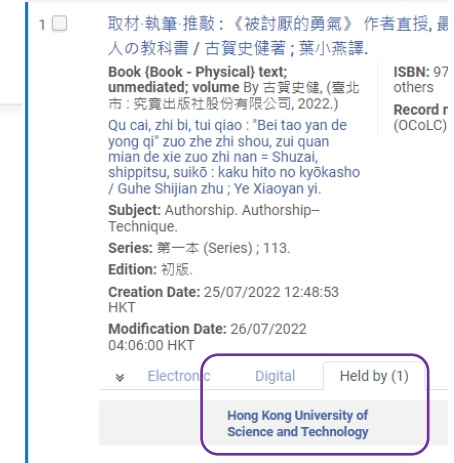 1 取材·執筆·推敲 : 《被討厭的勇氣》 作者直授,
人の教科書 / 古賀史健著 ; 葉小燕譯.
Book {Book - Physical} text;
unmediated; volume By 古賀史健, (臺北
市 : 究竟出版社股份有限公司, 2022.)
Qu cai, zhi bi, tui qiao : "Bei tao yan de
yong qi" zuo zhe zhi shou, zui quan
mian de xie zuo zhi nan = Shuzai,
shippitsu, suikō : kaku hito no kyōkasho
/ Guhe Shijian zhu ; Ye Xiaoyan yi.
Subject: Authorship. Authorship--
Technique.
Series: 第一本 (Series) ; 113.
Edition: 初版.
Creation Date: 25/07/2022 12:48:53
HKT
Modification Date: 26/07/2022
04:06:00 HKT
ISBN: 97
others
Record
(OCoLC)
Electronic Digital Held by (1)
Hong Kong University of
Science and Technology